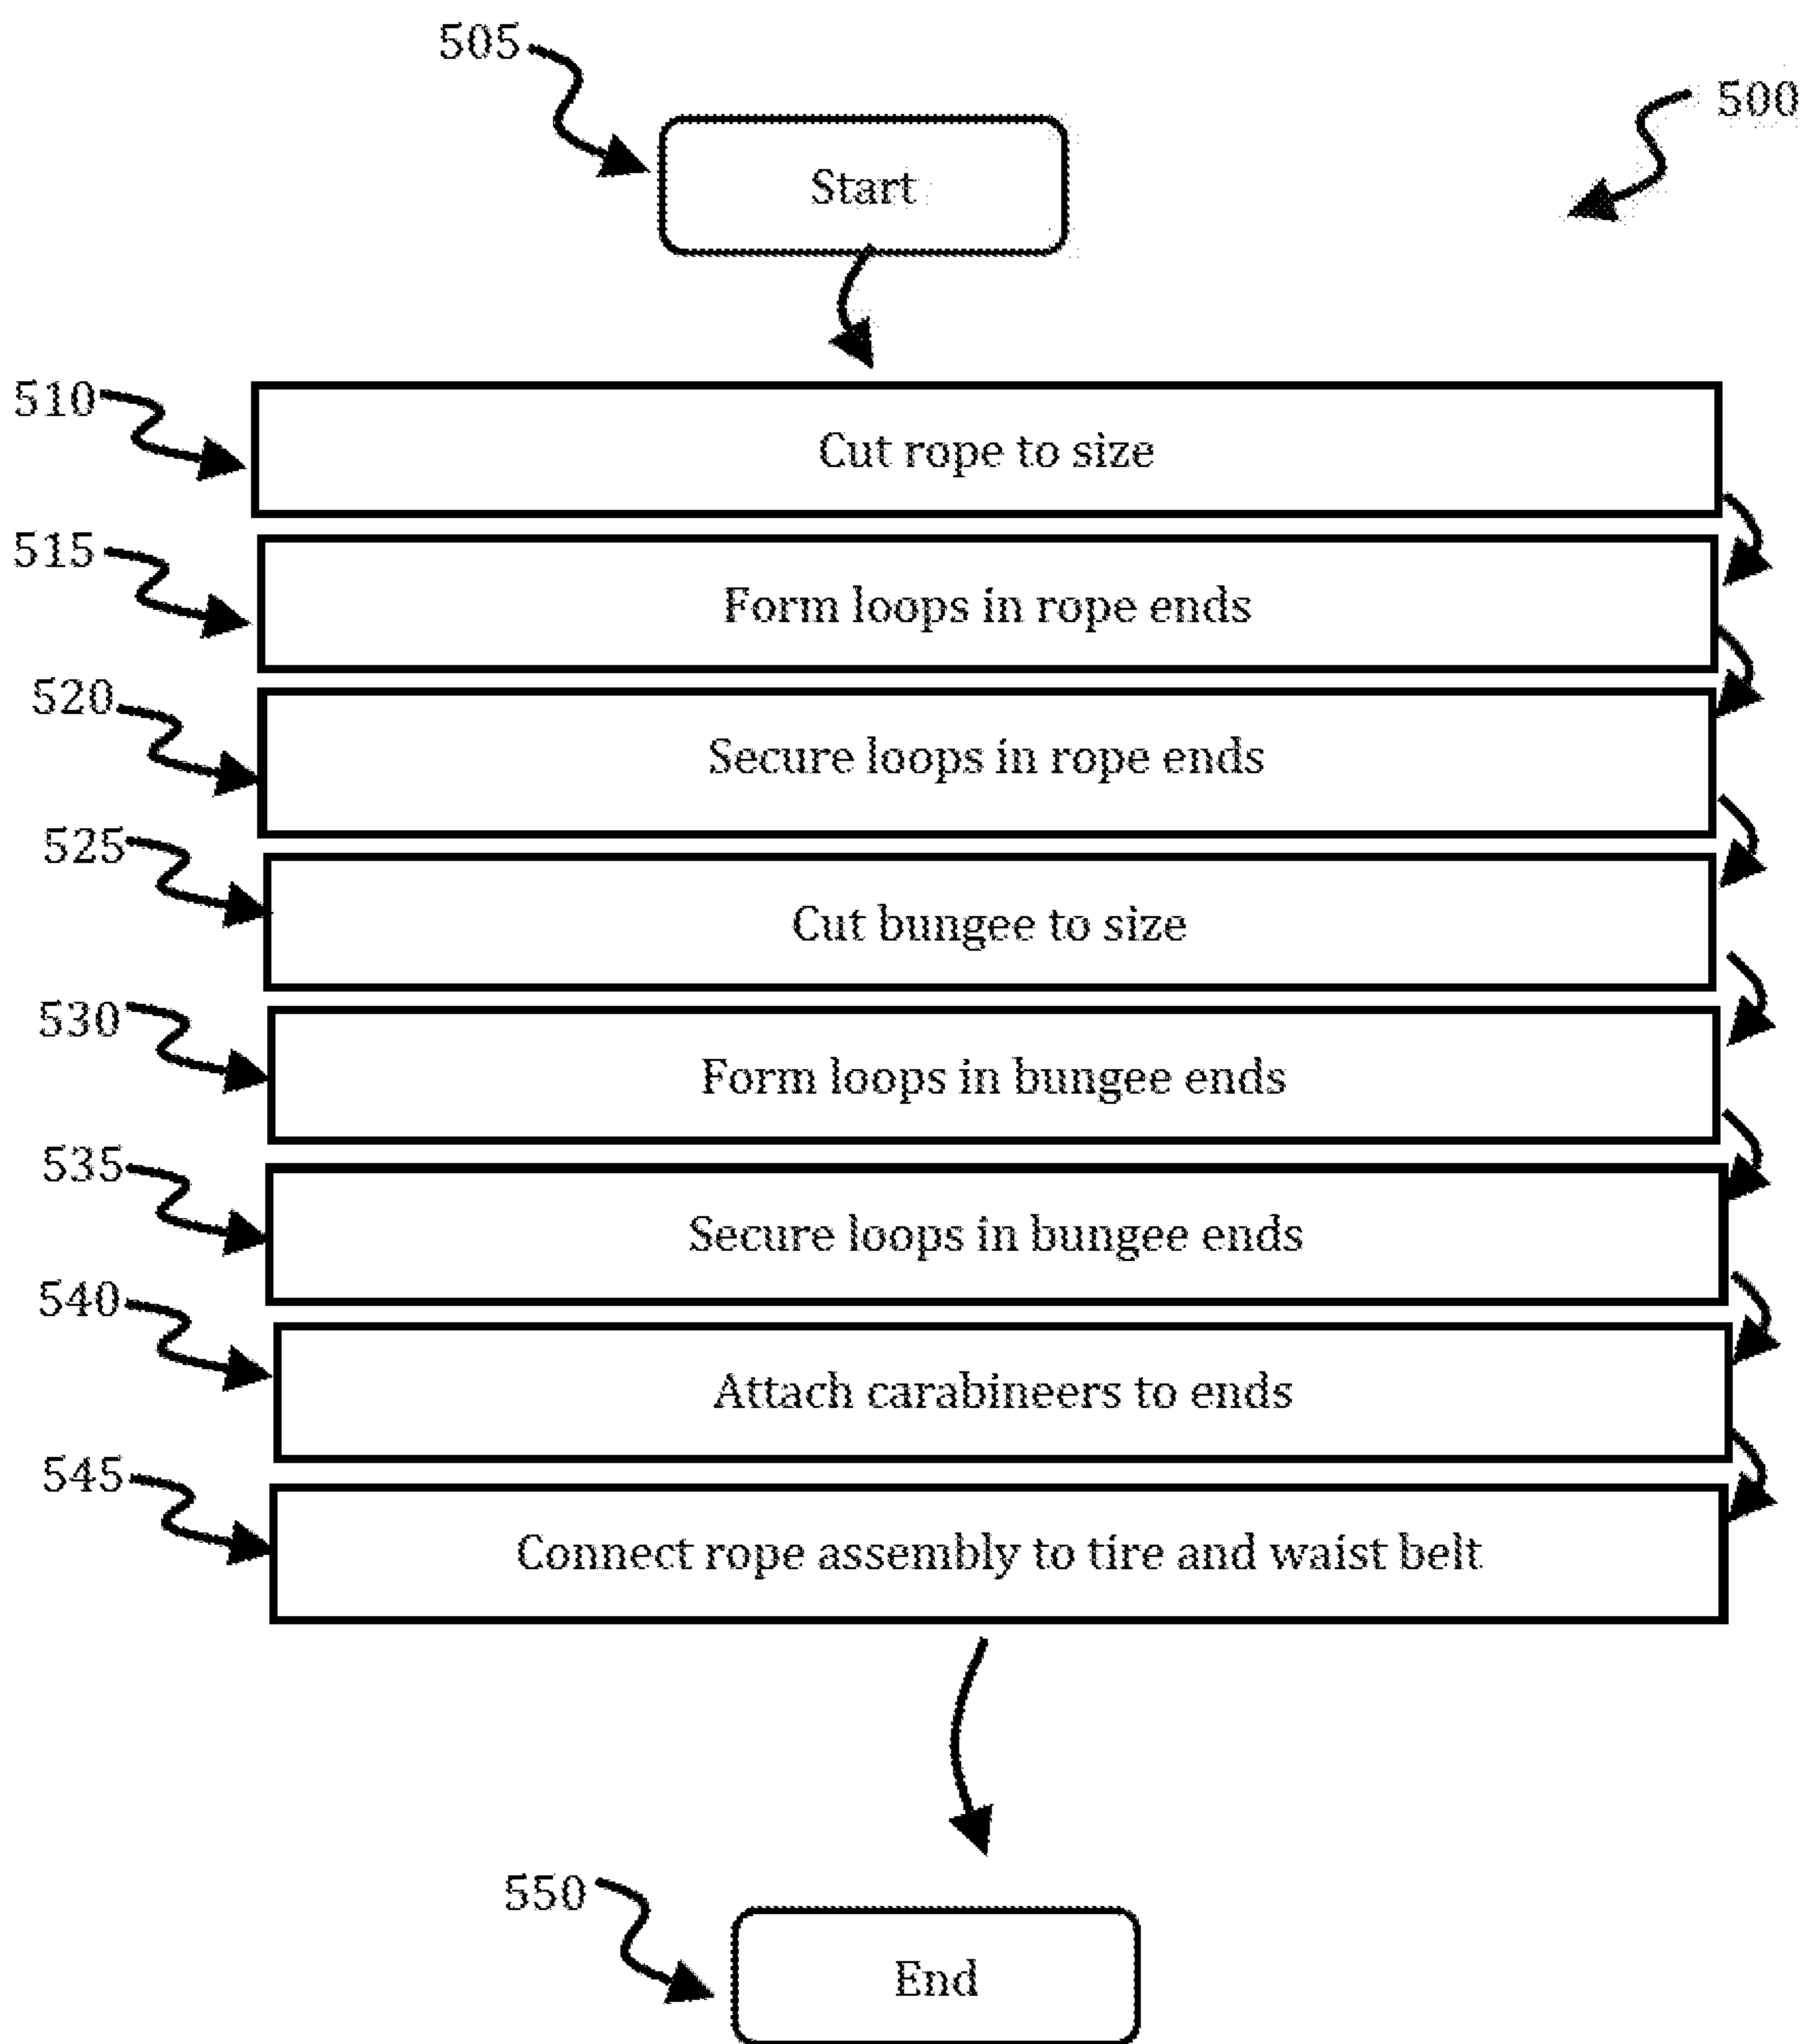 505
500
Start
510
Cut rope to size
515
Form loops in rope ends
520
Secure loops in rope ends
525
Cut bungee to size
530
Form loops in bungee ends
535
Secure loops in bungee ends
540
Attach carabineers to ends
545
Connect rope assembly to tire and waist belt
550
End